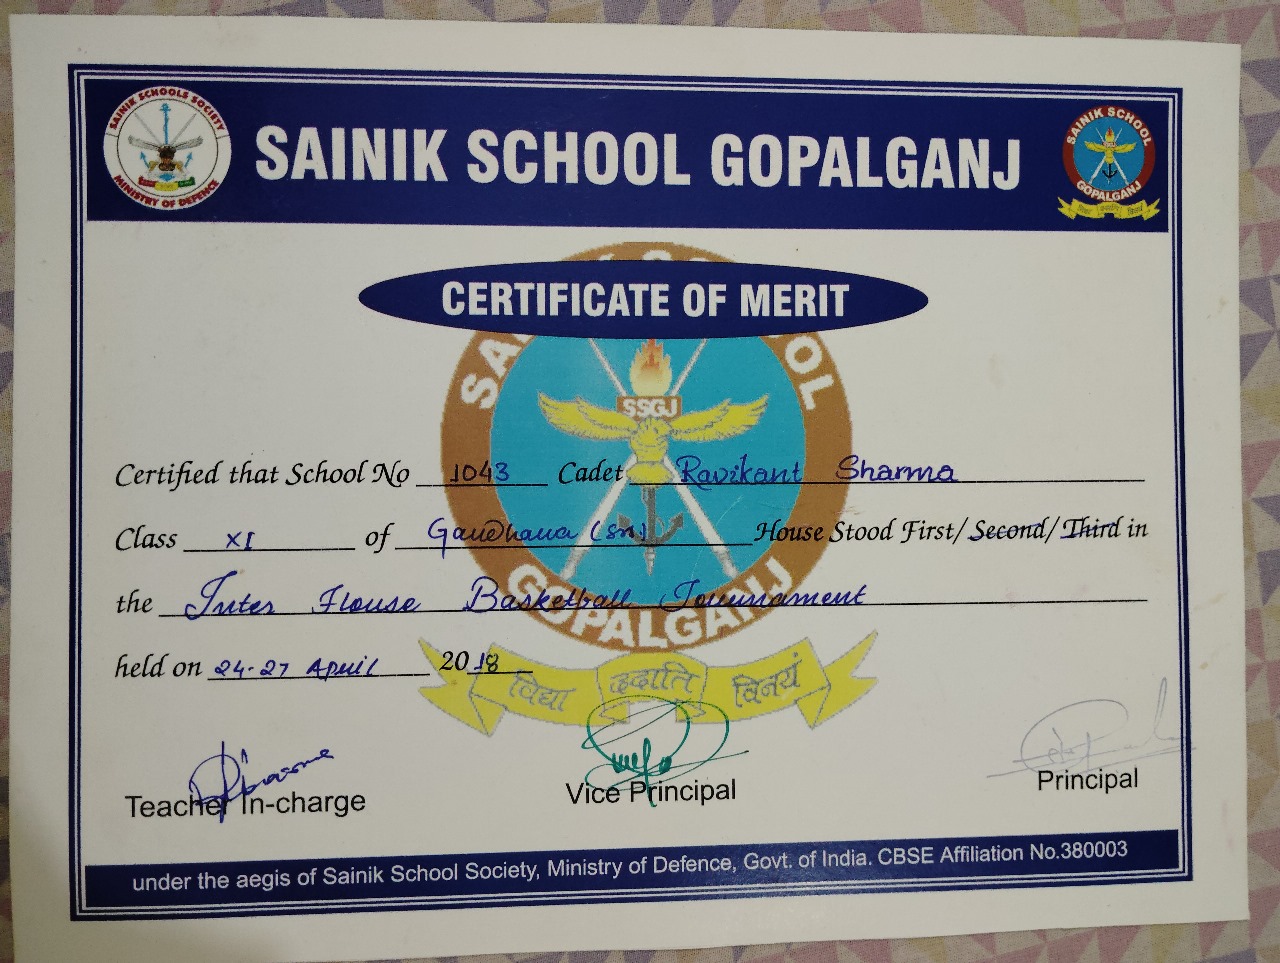 SAINIK SCHOOLS SOCIETY
MINISTRY OF DEFENCE
SAINIK SCHOOL GOPALGANJ
SAINIK SCHOOL
GOPALGANJ
CERTIFICATE OF MERIT
SSGJ
Certified that School No 1043 Cadet Ravikant Sharma
Class XI of Gandhava (sn) House Stood First/Second/Third in
the Inter House Basketball Tournament
GOPALGANJ
held on 24-27 April 2018
विद्या ददाति विनयं
Teacher In-charge
Vice Principal
Principal
under the aegis of Sainik School Society, Ministry of Defence, Govt. of India. CBSE Affiliation No.380003